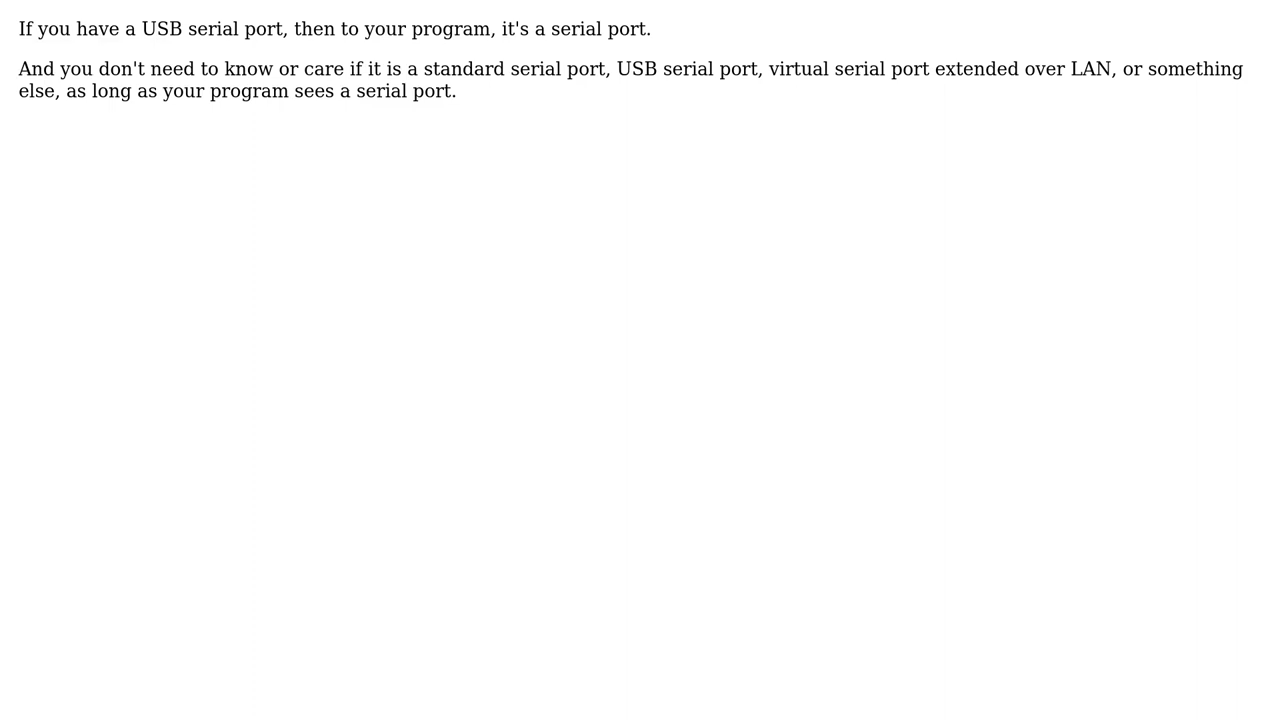 If you have a USB serial port, then to your program, it's a serial port.
And you don't need to know or care if it is a standard serial port, USB serial port, virtual serial port extended over LAN, or something
else, as long as your program sees a serial port.